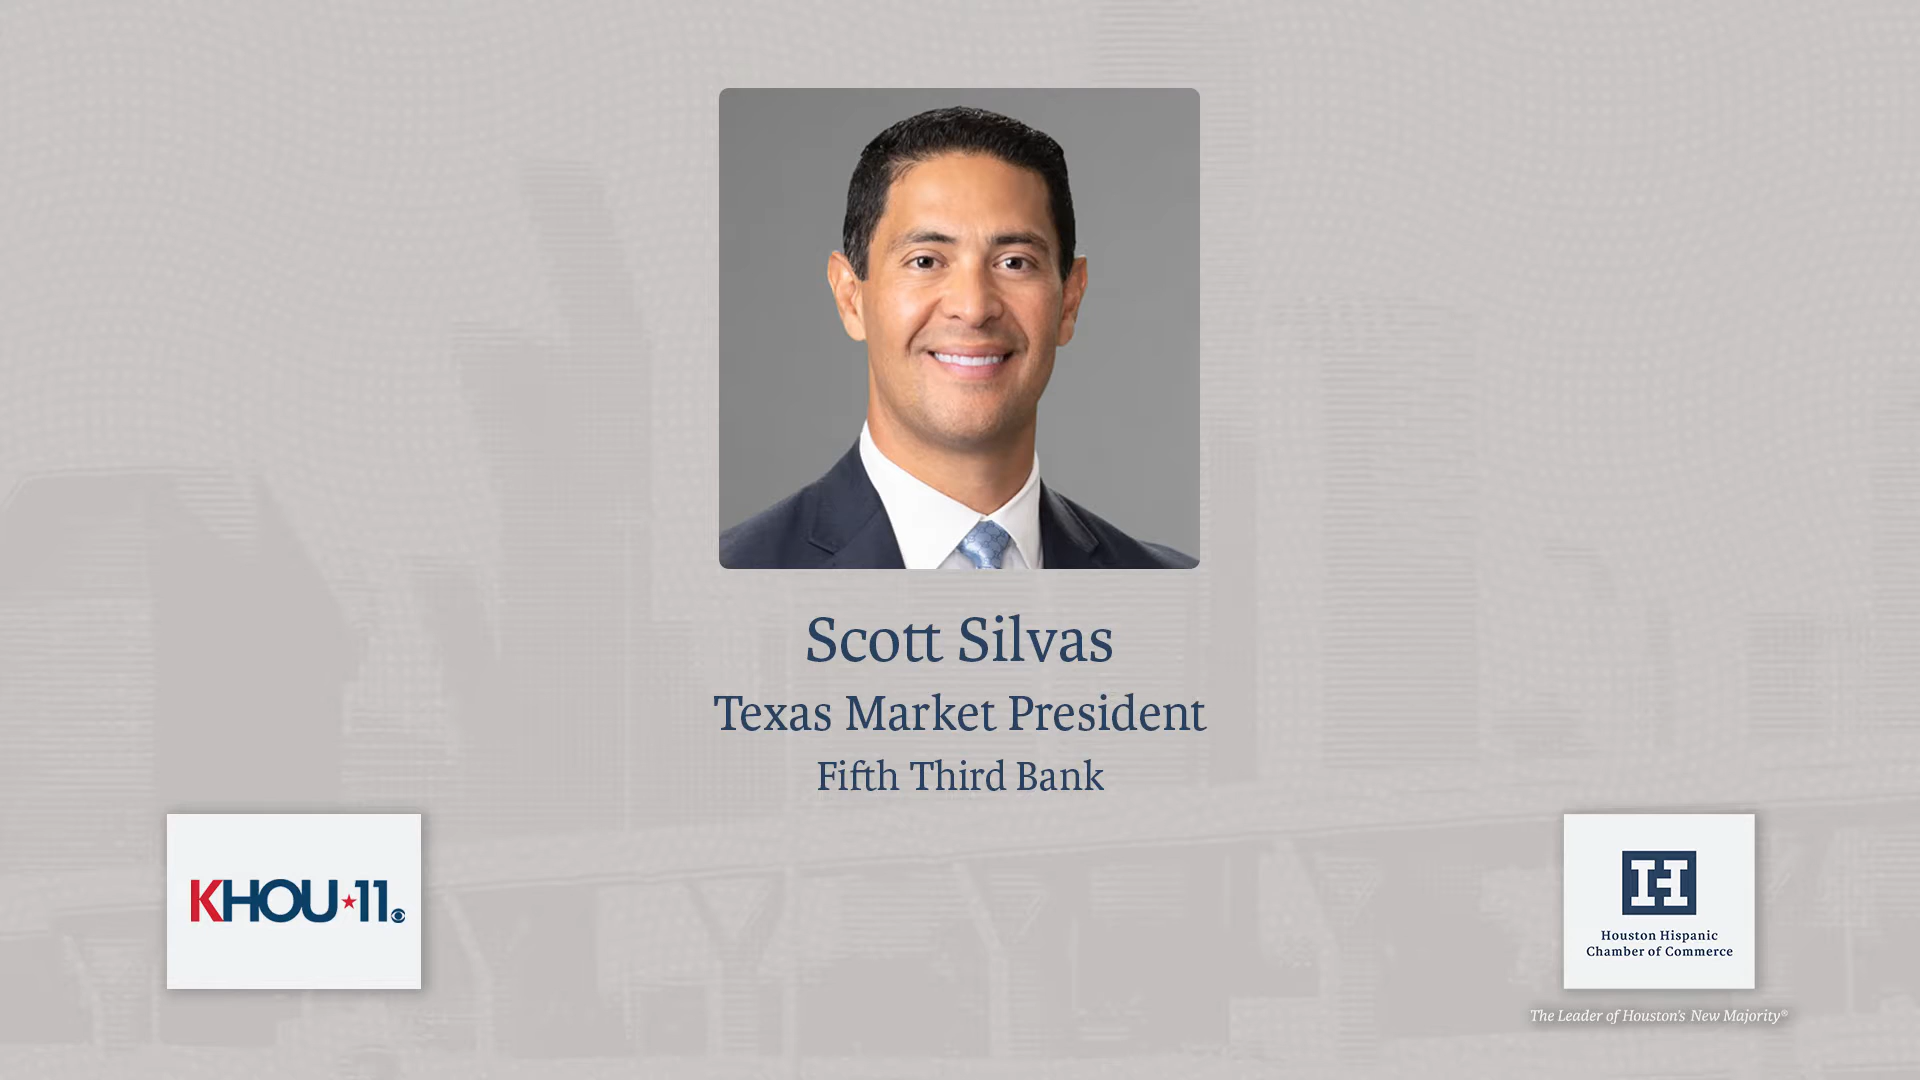 Scott Silvas
Texas Market President
Fifth Third Bank
KHOU★11
Houston Hispanic
Chamber of Commerce
The Leader of Houston's New Majority®